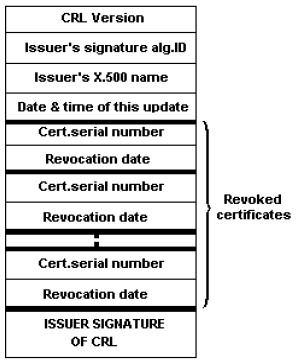 CRL Version
Issuer's signature alg.ID
Issuer's X.500 name
Date & time of this update
Cert.serial number
Revocation date
Cert.serial number
Revocation date
Cert.serial number
Revocation date
ISSUER SIGNATURE
OF CRL
Revoked
certificates